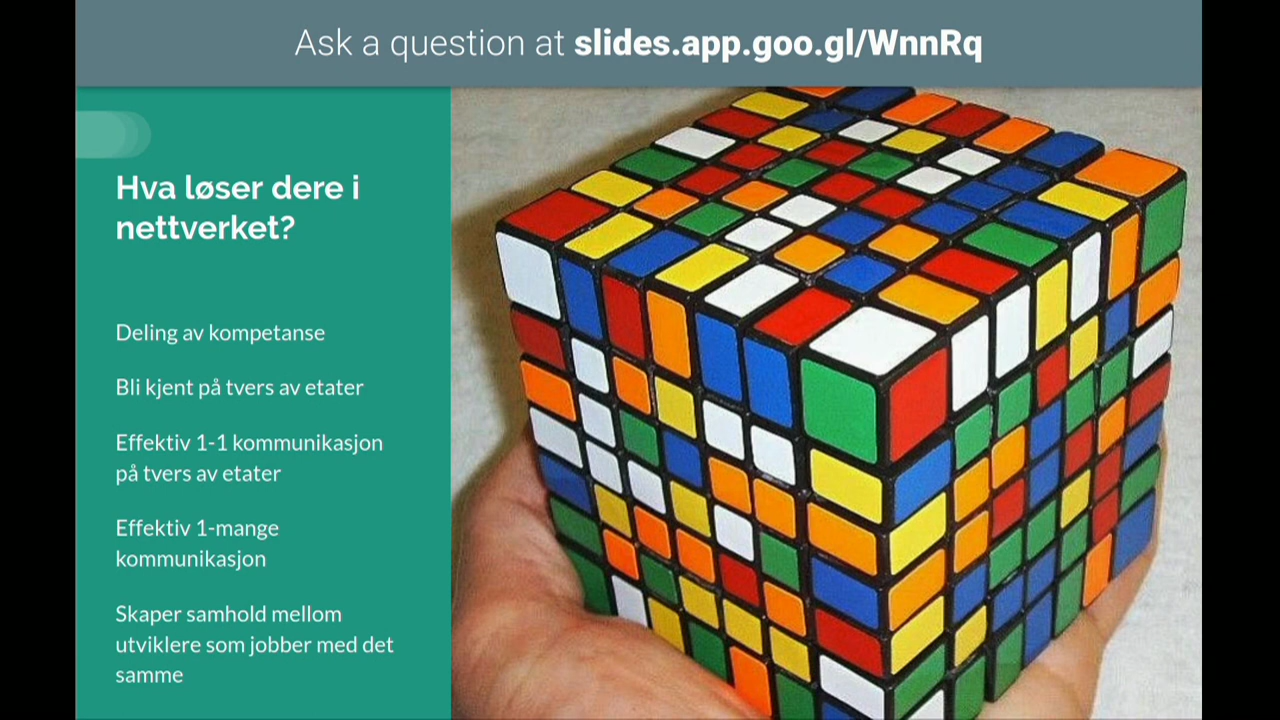 Ask a question at slides.app.goo.gl/WnnRq
Hva løser dere i
nettverket?
Deling av kompetanse
Bli kjent på tvers av etater
Effektiv 1-1 kommunikasjon
på tvers av etater
Effektiv 1-mange
kommunikasjon
Skaper samhold mellom
utviklere som jobber med det
samme